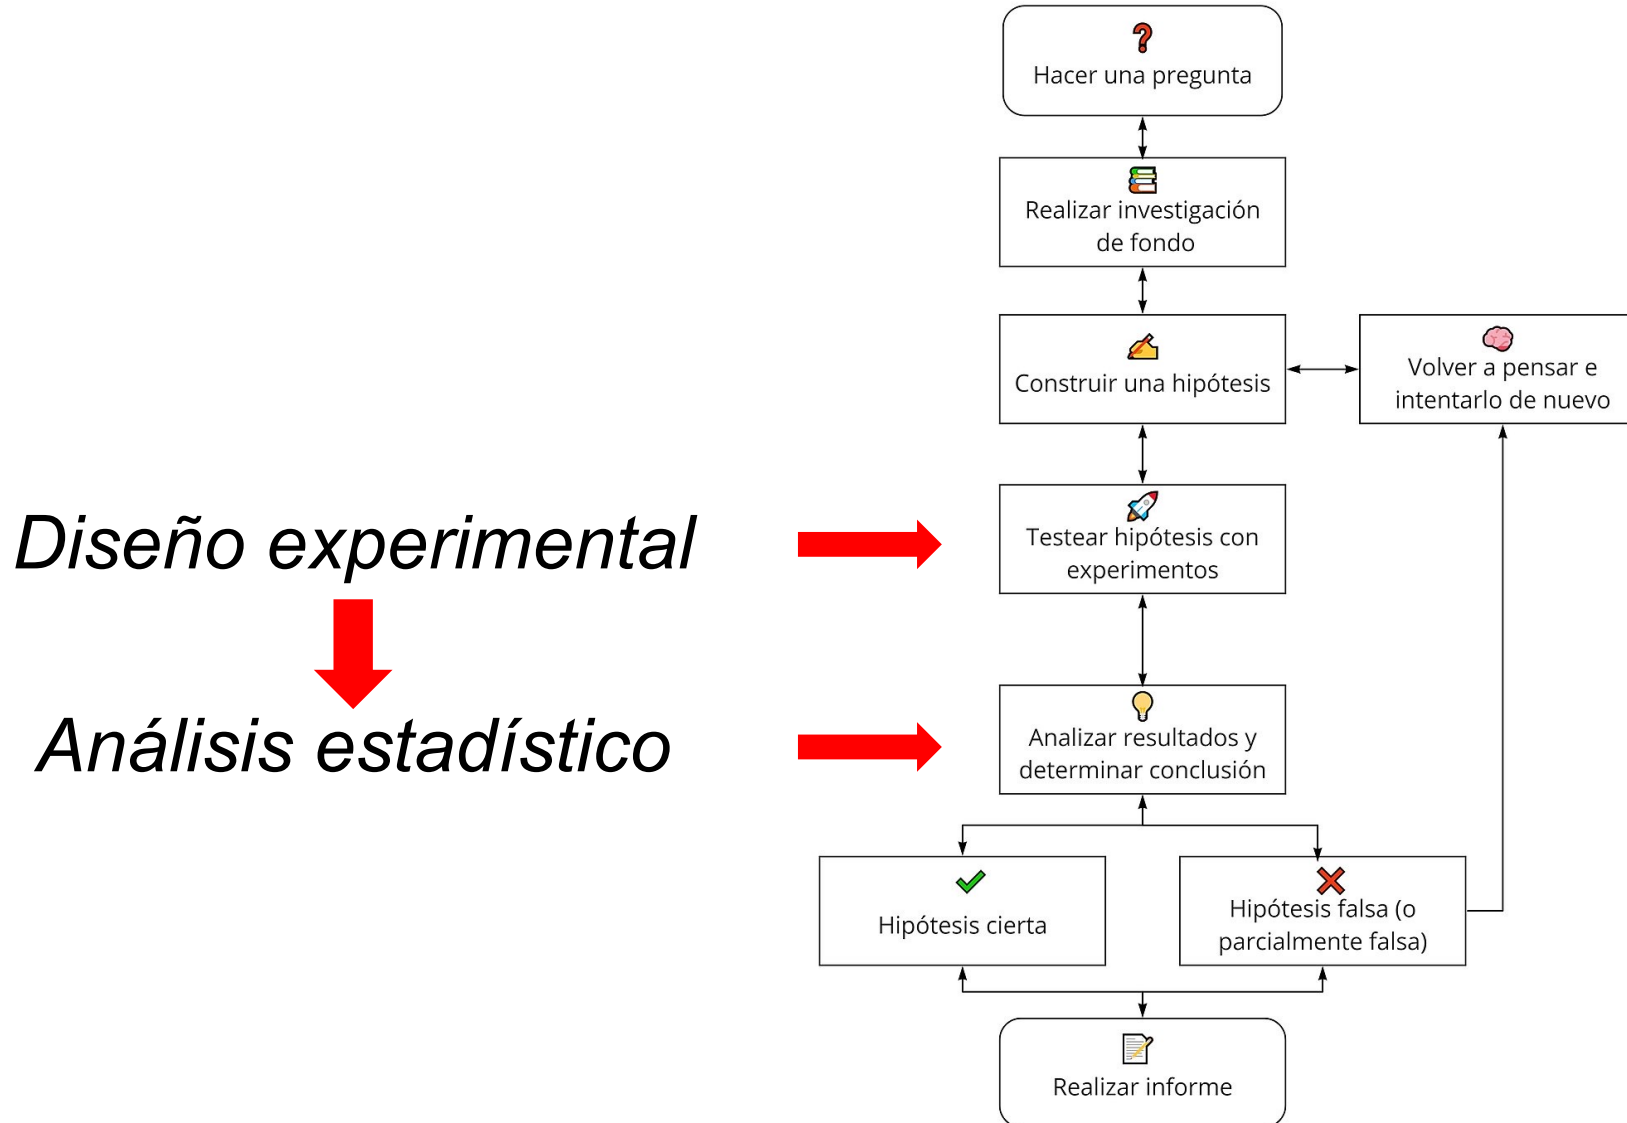 Hacer una pregunta
Realizar investigación
de fondo
Construir una hipótesis
Volver a pensar e
intentarlo de nuevo
Diseño experimental
Testear hipótesis con
experimentos
Análisis estadístico
Analizar resultados y
determinar conclusión
Hipótesis cierta
Hipótesis falsa (o
parcialmente falsa)
Realizar informe